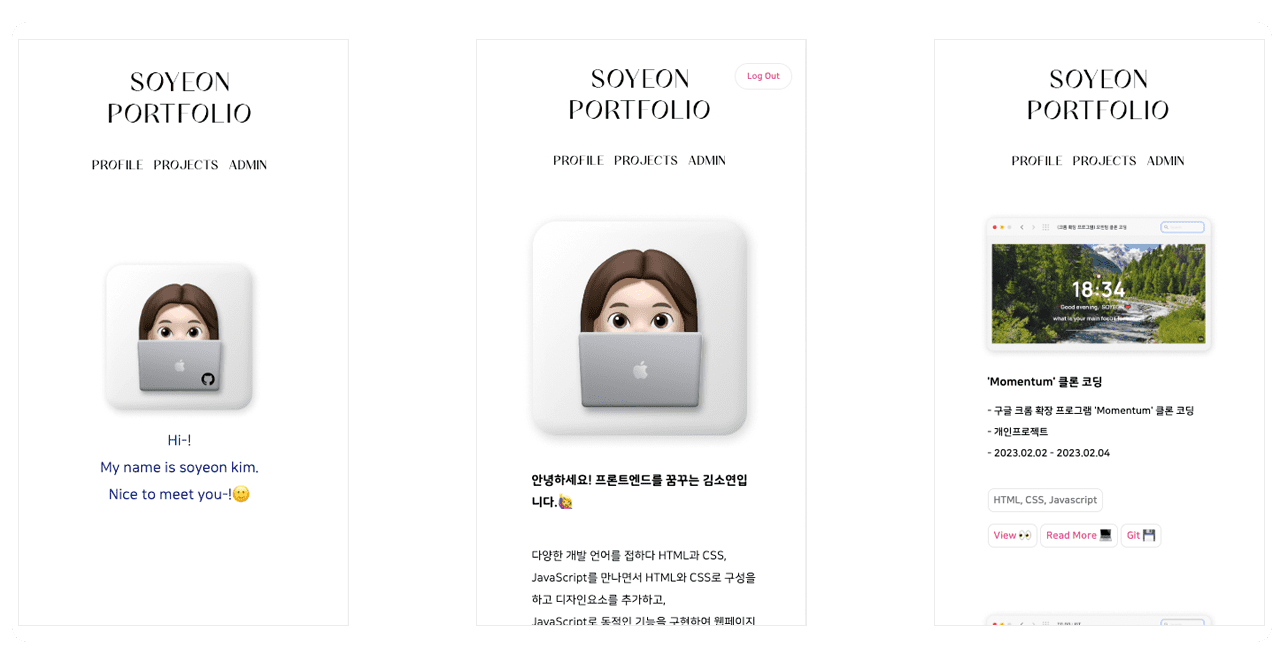 SOYEON
PORTFOLIO
PROFILE PROJECTS ADMIN
Hi-!
My name is soyeon kim.
Nice to meet you-!🙂
Log Out
SOYEON
PORTFOLIO
PROFILE PROJECTS ADMIN
안녕하세요! 프론트엔드를 꿈꾸는 김소연입
니다.🙋‍♀️
다양한 개발 언어를 접하다 HTML과 CSS,
JavaScript를 만나면서 HTML와 CSS로 구성을
하고 디자인요소를 추가하고,
JavaScript로 동적인 기능을 구현하여 웹페이지
SOYEON
PORTFOLIO
PROFILE PROJECTS ADMIN
18:34
Good evening, SOYEON
what is your main focus for
'Momentum' 클론 코딩
- 구글 크롬 확장 프로그램 'Momentum' 클론 코딩
- 개인프로젝트
- 2023.02.02 - 2023.02.04
HTML, CSS, Javascript
View 👀 Read More 💻 Git 💾